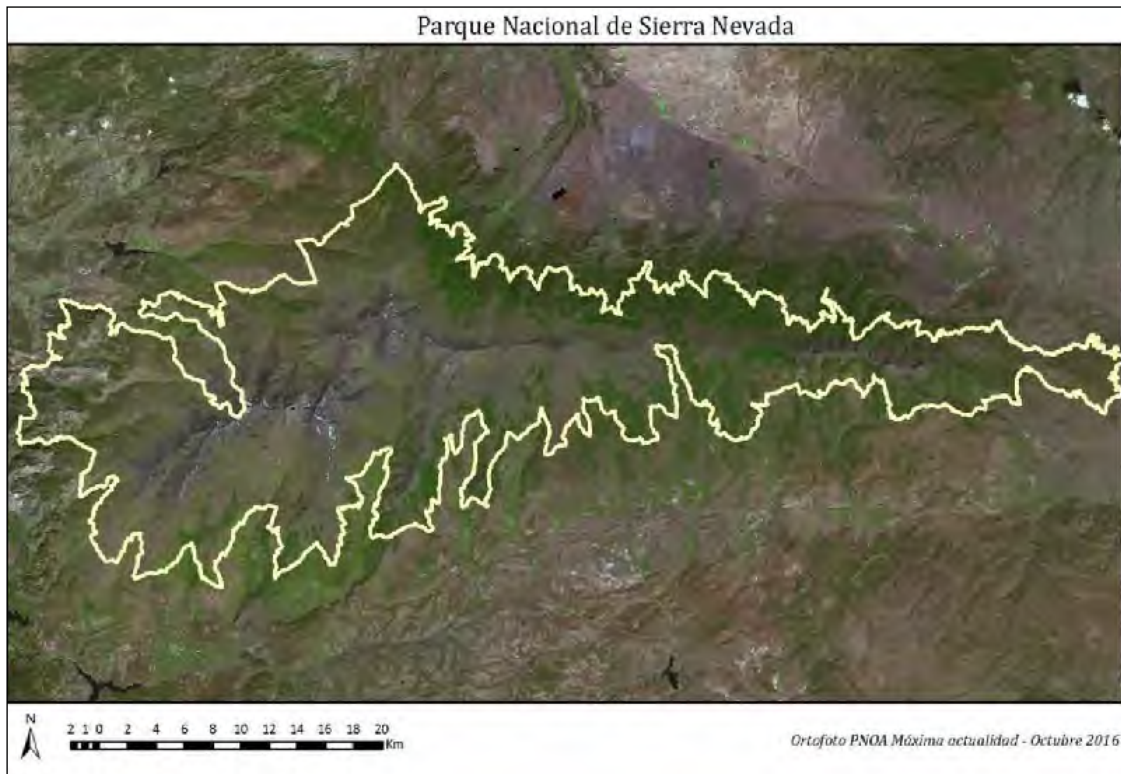 Parque Nacional de Sierra Nevada
N
2 1 0 2 4 6 8 10 12 14 16 18 20
Km
Ortofoto PNOA Máxima actualidad - Octubre 2016